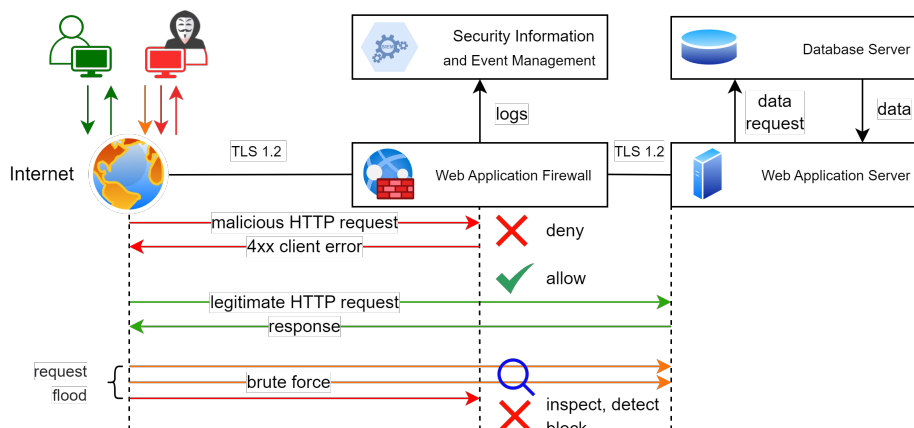 Security Information
and Event Management
Database Server
logs
data
request
data
Internet
TLS 1.2
Web Application Firewall
TLS 1.2
Web Application Server
malicious HTTP request
deny
4xx client error
allow
legitimate HTTP request
response
request
flood
brute force
inspect, detect
block